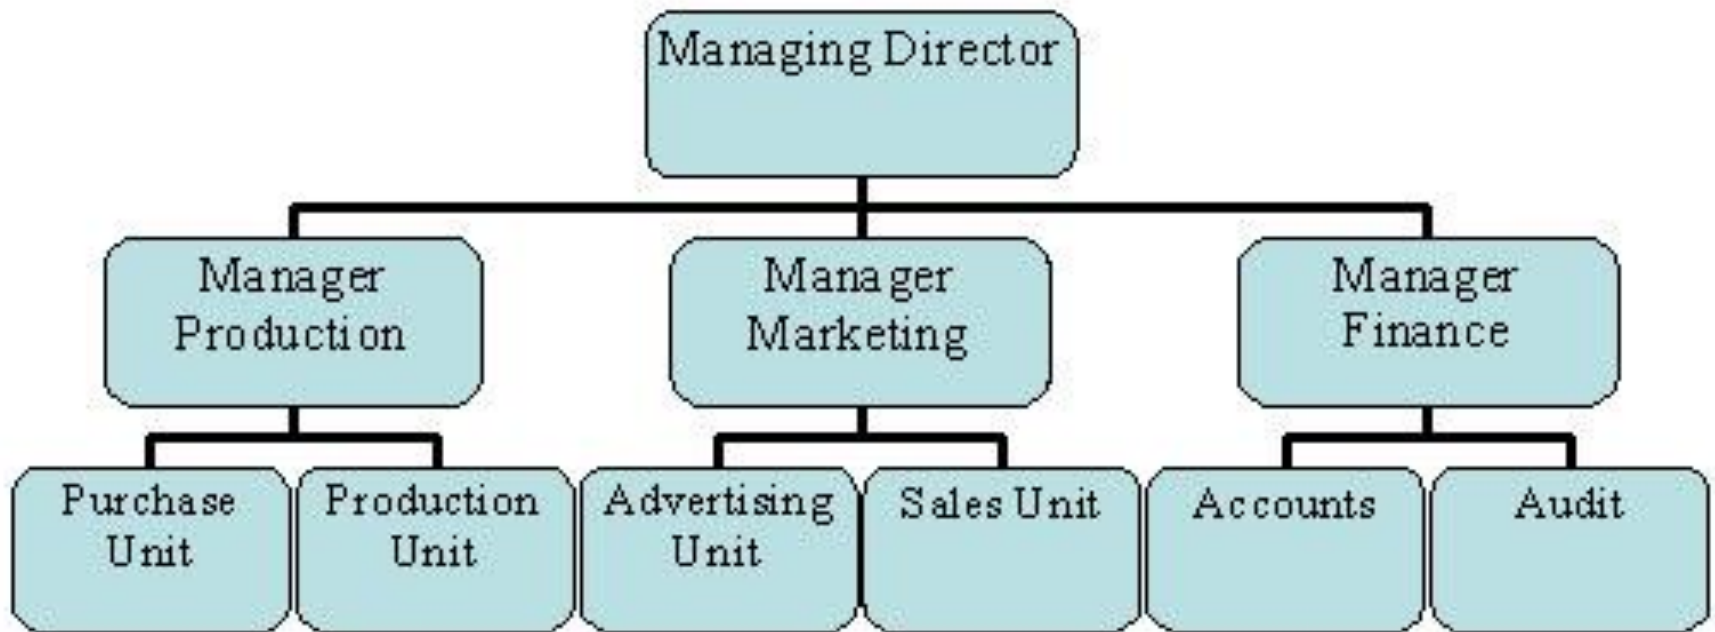 Managing Director
Manager
Production
Manager
Marketing
Manager
Finance
Purchase
Unit
Production
Unit
Advertising
Unit
Sales Unit
Accounts
Audit